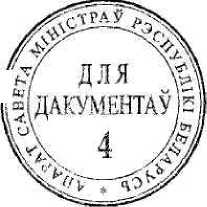 АПАРАТ САВЕТА МІНІСТРАЎ РЭСПУБЛІКІ БЕЛАРУСЬ *
ДЛЯ
ДАКУМЕНТАЎ
4